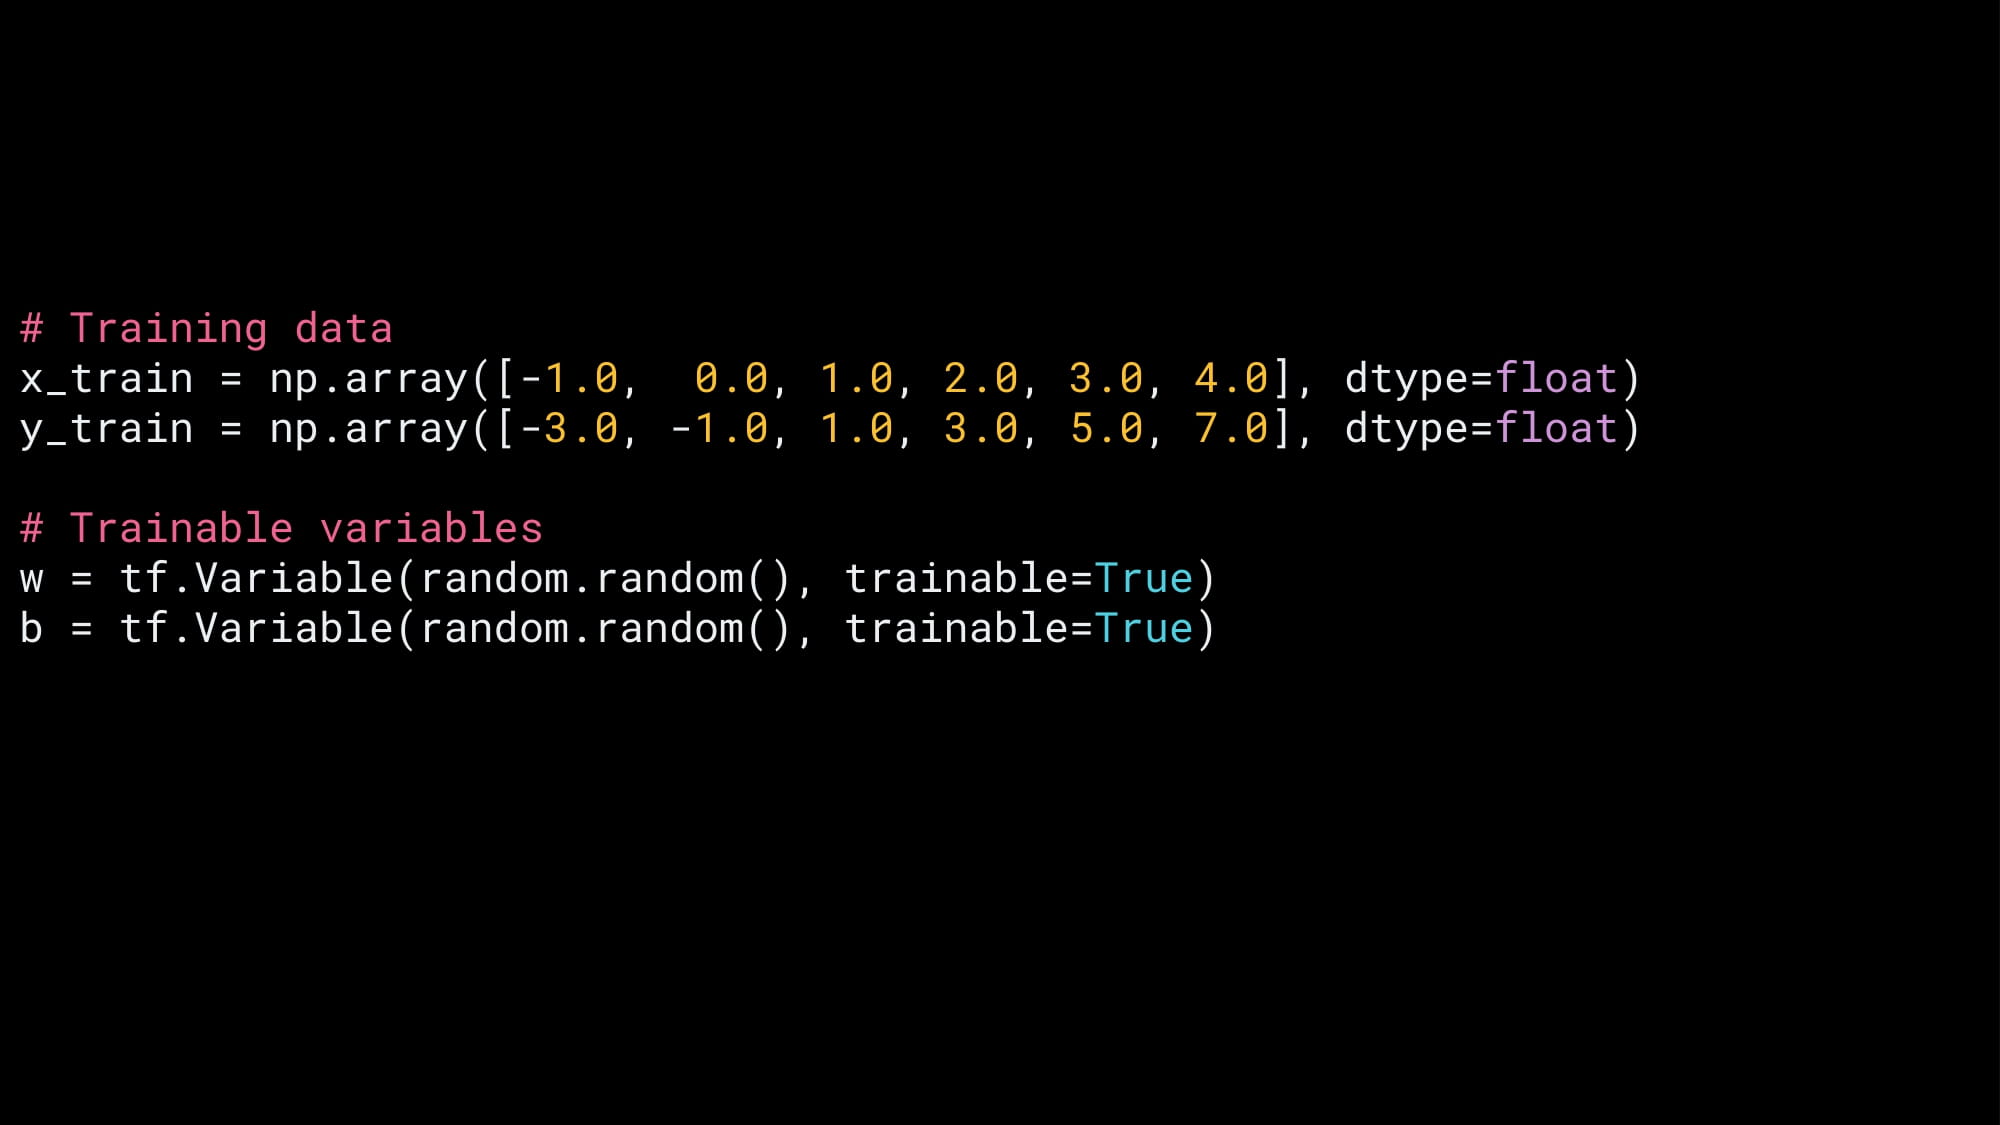 # Training data
x_train = np.array([-1.0,  0.0, 1.0, 2.0, 3.0, 4.0], dtype=float)
y_train = np.array([-3.0, -1.0, 1.0, 3.0, 5.0, 7.0], dtype=float)
# Trainable variables
w = tf.Variable(random.random(), trainable=True)
b = tf.Variable(random.random(), trainable=True)